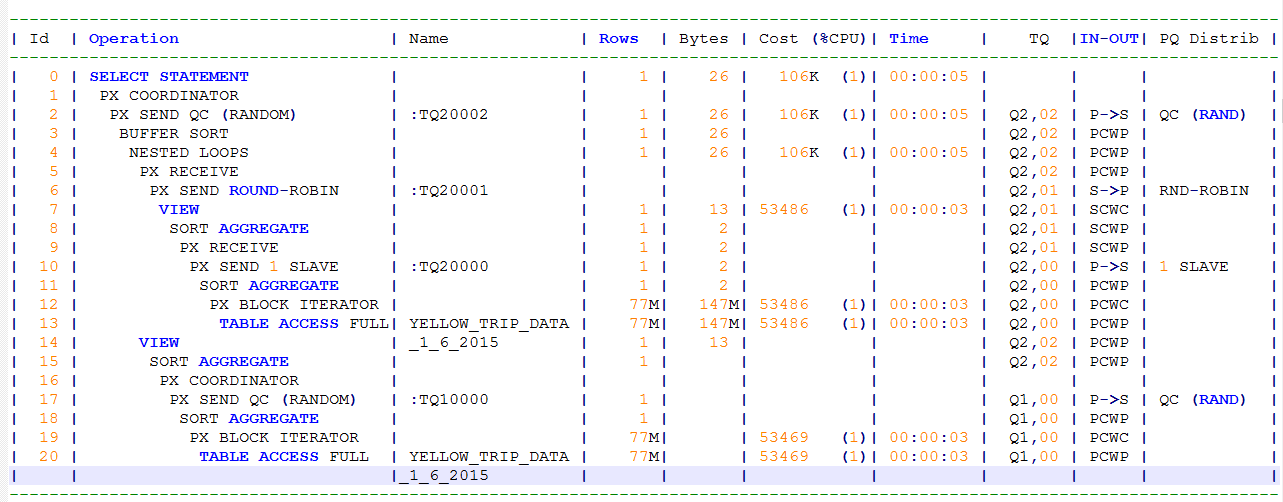 --------------------------------------------------------------------------------------------------------------------------------
| Id  | Operation                     | Name              | Rows  | Bytes | Cost (%CPU)| Time     |    TQ  |IN-OUT| PQ Distrib |
--------------------------------------------------------------------------------------------------------------------------------
|   0 | SELECT STATEMENT              |                   |     1 |    26 |   106K  (1)| 00:00:05 |        |      |            |
|   1 |  PX COORDINATOR               |                   |       |       |            |          |        |      |            |
|   2 |   PX SEND QC (RANDOM)         | :TQ20002          |     1 |    26 |   106K  (1)| 00:00:05 |  Q2,02 | P->S | QC (RAND)  |
|   3 |    BUFFER SORT                |                   |     1 |    26 |            |          |  Q2,02 | PCWP |            |
|   4 |     NESTED LOOPS              |                   |     1 |    26 |   106K  (1)| 00:00:05 |  Q2,02 | PCWP |            |
|   5 |      PX RECEIVE               |                   |       |       |            |          |  Q2,02 | PCWP |            |
|   6 |       PX SEND ROUND-ROBIN     | :TQ20001          |       |       |            |          |  Q2,01 | S->P | RND-ROBIN  |
|   7 |        VIEW                   |                   |     1 |    13 | 53486   (1)| 00:00:03 |  Q2,01 | SCWC |            |
|   8 |         SORT AGGREGATE        |                   |     1 |     2 |            |          |  Q2,01 | SCWP |            |
|   9 |          PX RECEIVE           |                   |     1 |     2 |            |          |  Q2,01 | SCWP |            |
|  10 |           PX SEND 1 SLAVE     | :TQ20000          |     1 |     2 |            |          |  Q2,00 | P->S | 1 SLAVE    |
|  11 |            SORT AGGREGATE     |                   |     1 |     2 |            |          |  Q2,00 | PCWP |            |
|  12 |             PX BLOCK ITERATOR |                   |    77M|   147M| 53486   (1)| 00:00:03 |  Q2,00 | PCWC |            |
|  13 |              TABLE ACCESS FULL| YELLOW_TRIP_DATA  |    77M|   147M| 53486   (1)| 00:00:03 |  Q2,00 | PCWP |            |
|  14 |      VIEW                     | _1_6_2015         |     1 |    13 |            |          |  Q2,02 | PCWP |            |
|  15 |       SORT AGGREGATE          |                   |     1 |       |            |          |  Q2,02 | PCWP |            |
|  16 |        PX COORDINATOR         |                   |       |       |            |          |        |      |            |
|  17 |         PX SEND QC (RANDOM)   | :TQ10000          |     1 |       |            |          |  Q1,00 | P->S | QC (RAND)  |
|  18 |          SORT AGGREGATE       |                   |     1 |       |            |          |  Q1,00 | PCWP |            |
|  19 |           PX BLOCK ITERATOR   |                   |    77M|       | 53469   (1)| 00:00:03 |  Q1,00 | PCWC |            |
|  20 |            TABLE ACCESS FULL  | YELLOW_TRIP_DATA  |    77M|       | 53469   (1)| 00:00:03 |  Q1,00 | PCWP |            |
|     |                               |_1_6_2015          |       |       |            |          |        |      |            |
--------------------------------------------------------------------------------------------------------------------------------